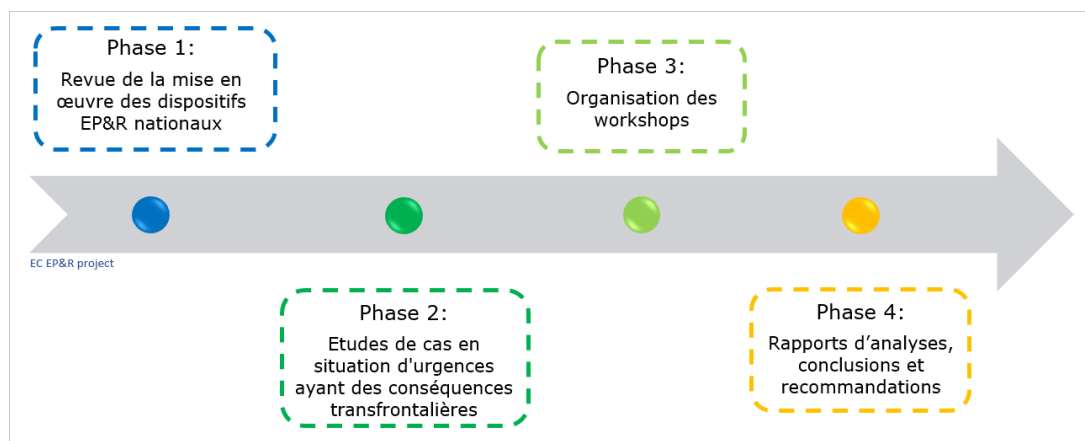 Phase 1:
Revue de la mise en
œuvre des dispositifs
EP&R nationaux
Phase 3:
Organisation des
workshops
EC EP&R project
Phase 2:
Etudes de cas en
situation d'urgences
ayant des conséquences
transfrontalières
Phase 4:
Rapports d’analyses,
conclusions et
recommandations